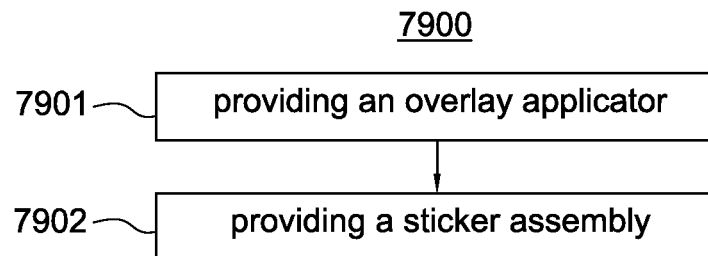 7900
7901 providing an overlay applicator
7902 providing a sticker assembly